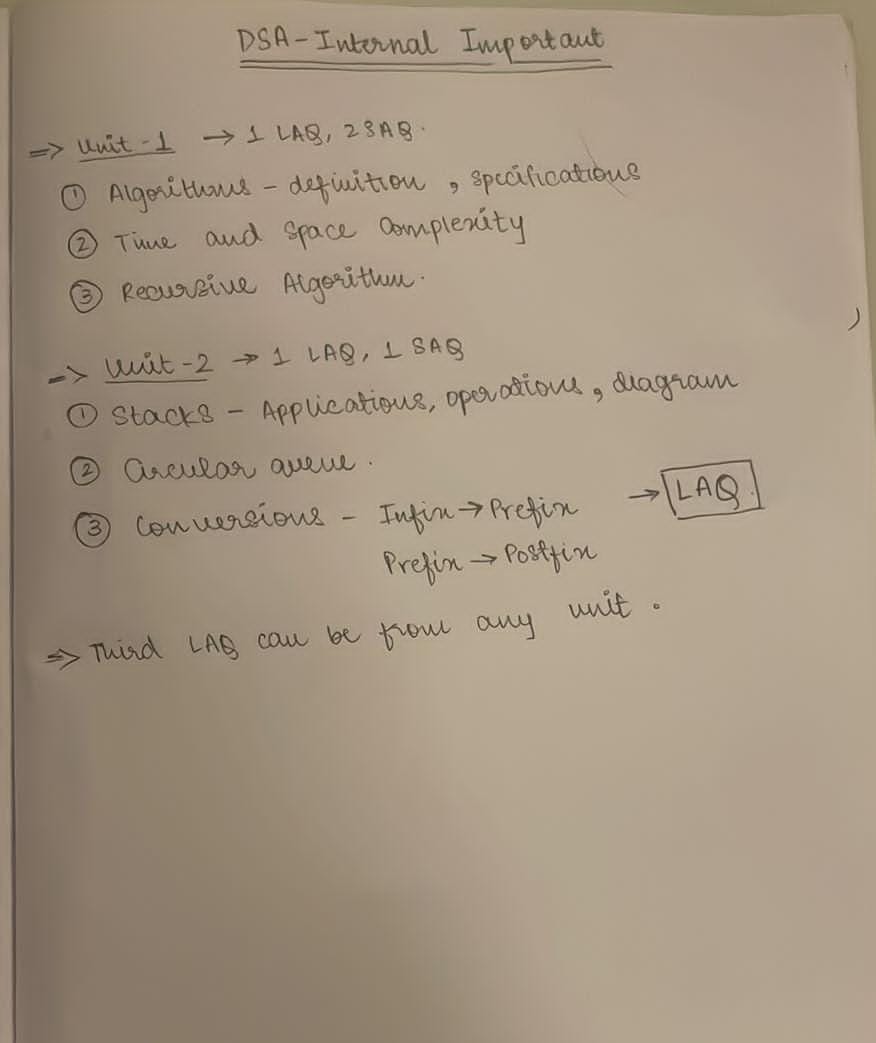 DSA - Internal Important
=> Unit - 1 → 1 LAQ, 2 SAQ.
① Algorithms - definition, specifications
② Time and Space Complexity
③ Recursive Algorithm.
=> Unit - 2 → 1 LAQ, 1 SAQ
① Stacks - Applications, operations, diagram
② Circular Queue.
③ Conversions - Infix → Prefix → LAQ.
Prefix → Postfix
=> Third LAQ can be from any unit.